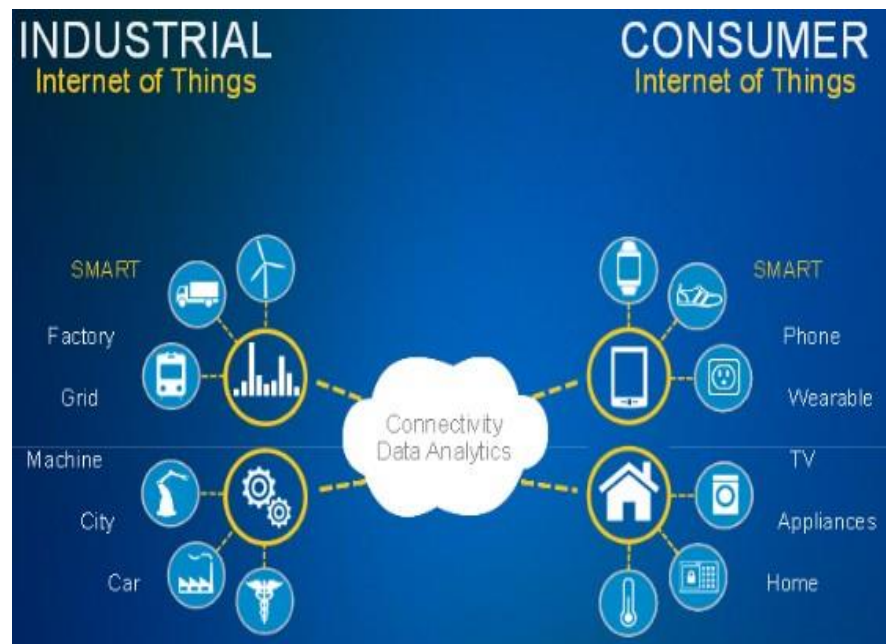 INDUSTRIAL
Internet of Things
CONSUMER
Internet of Things
SMART
Factory
Grid
Machine
City
Car
Connectivity
Data Analytics
SMART
Phone
Wearable
TV
Appliances
Home